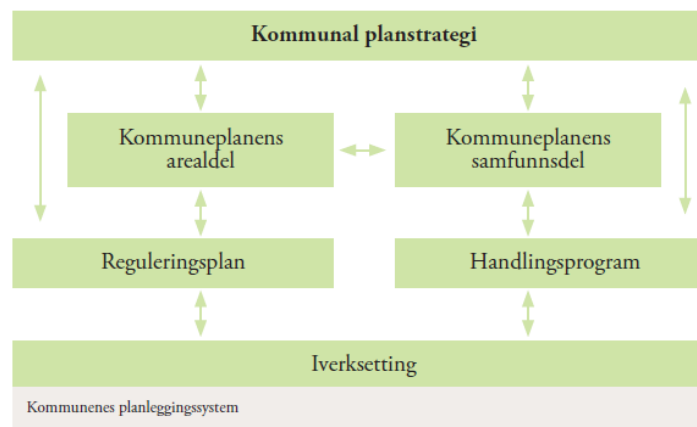 Kommunal planstrategi
Kommuneplanens
arealdel
Kommuneplanens
samfunnsdel
Reguleringsplan
Handlingsprogram
Iverksetting
Kommunenes planleggingssystem